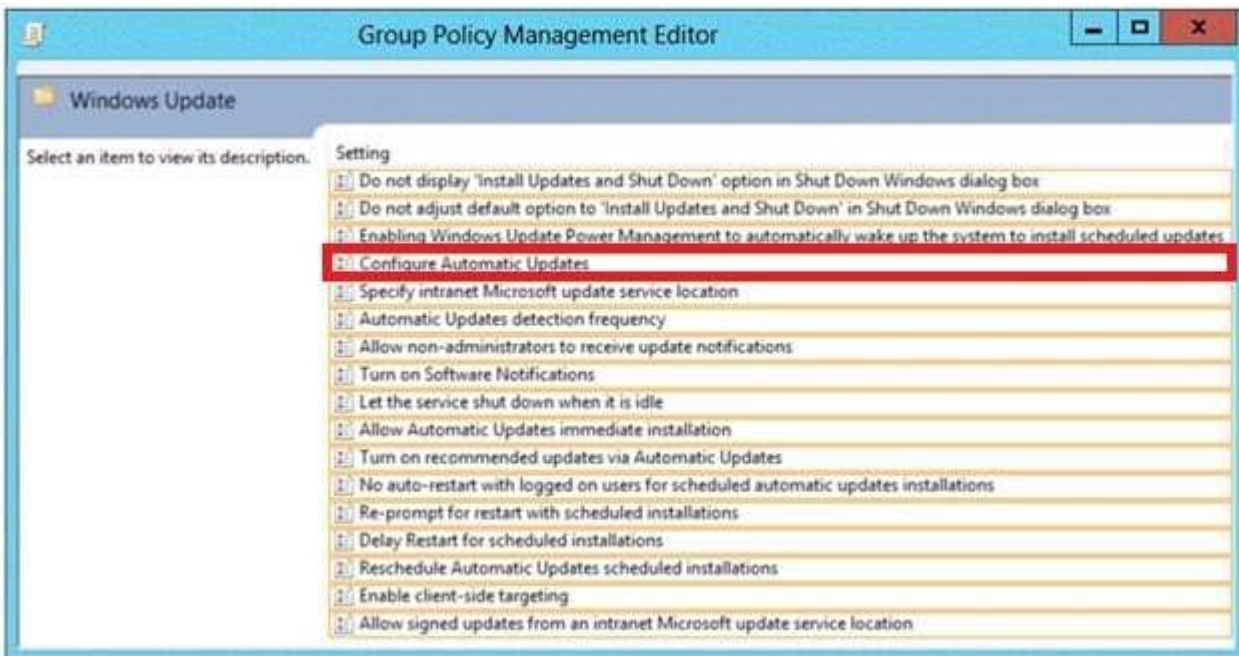 Group Policy Management Editor
Windows Update
Select an item to view its description.
Setting
Do not display 'Install Updates and Shut Down' option in Shut Down Windows dialog box
Do not adjust default option to 'Install Updates and Shut Down' in Shut Down Windows dialog box
Enabling Windows Update Power Management to automatically wake up the system to install scheduled updates
Configure Automatic Updates
Specify intranet Microsoft update service location
Automatic Updates detection frequency
Allow non-administrators to receive update notifications
Turn on Software Notifications
Let the service shut down when it is idle
Allow Automatic Updates immediate installation
Turn on recommended updates via Automatic Updates
No auto-restart with logged on users for scheduled automatic updates installations
Re-prompt for restart with scheduled installations
Delay Restart for scheduled installations
Reschedule Automatic Updates scheduled installations
Enable client-side targeting
Allow signed updates from an intranet Microsoft update service location